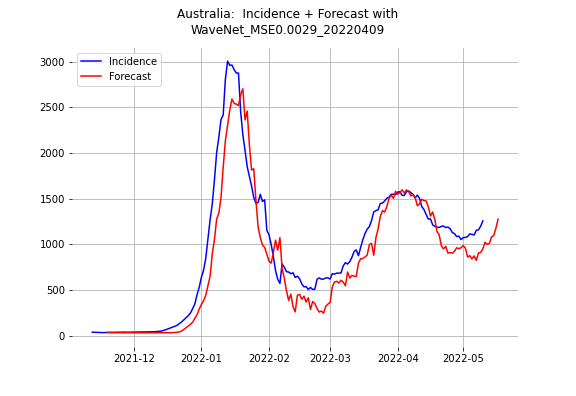 Australia:  Incidence + Forecast with
WaveNet_MSE0.0029_20220409
Incidence
Forecast
3000
2500
2000
1500
1000
500
0
2021-12 2022-01 2022-02 2022-03 2022-04 2022-05